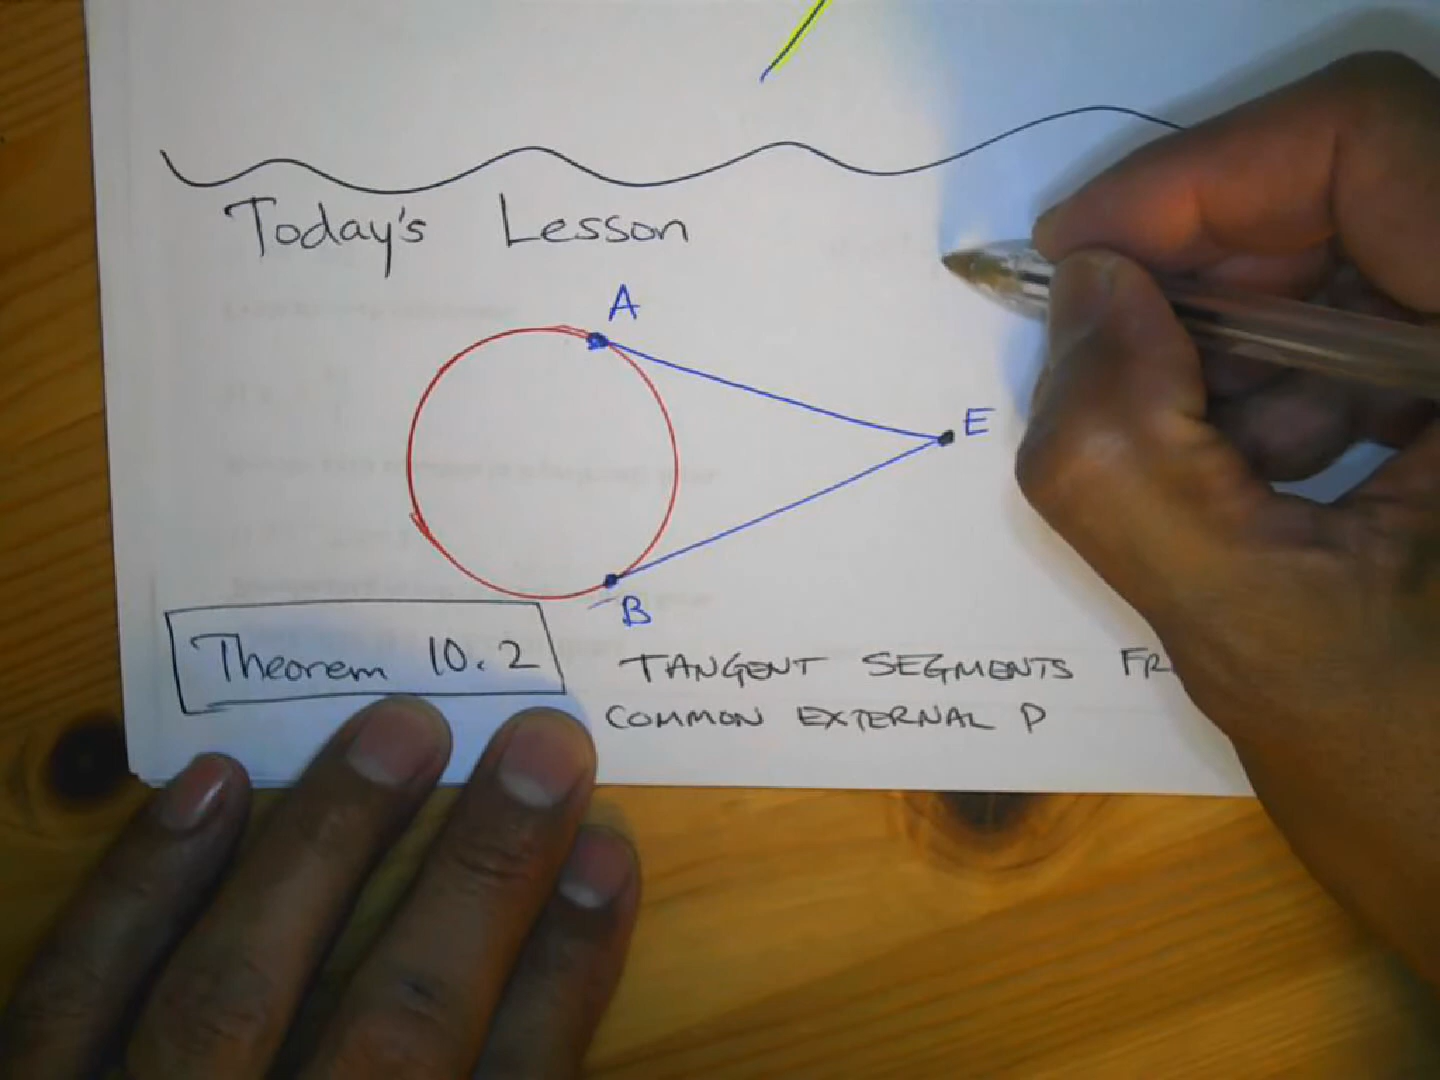 Today's Lesson
A
E
B
Theorem 10.2
TANGENT SEGMENTS FR
COMMON EXTERNAL P